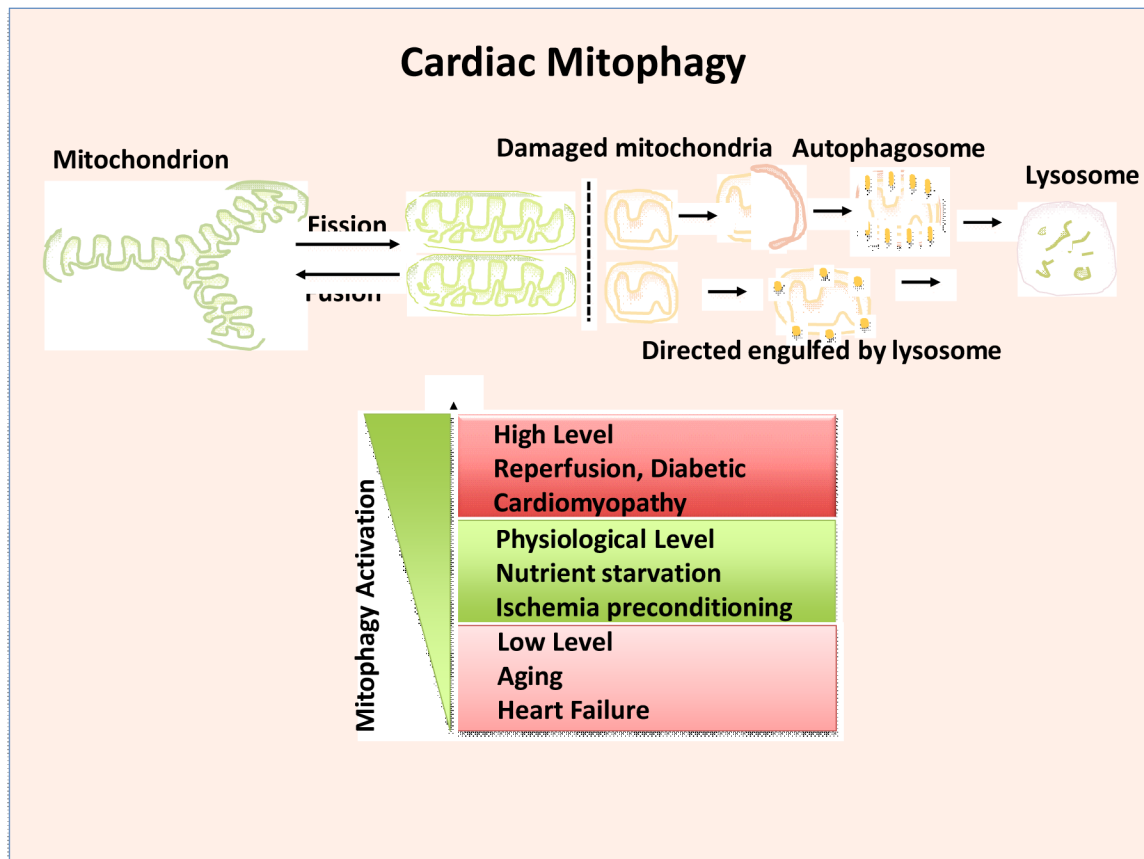 Cardiac Mitophagy
Mitochondrion
Damaged mitochondria
Autophagosome
Lysosome
Fission
Fusion
Directed engulfed by lysosome
Mitophagy Activation
High Level
Reperfusion, Diabetic
Cardiomyopathy
Physiological Level
Nutrient starvation
Ischemia preconditioning
Low Level
Aging
Heart Failure